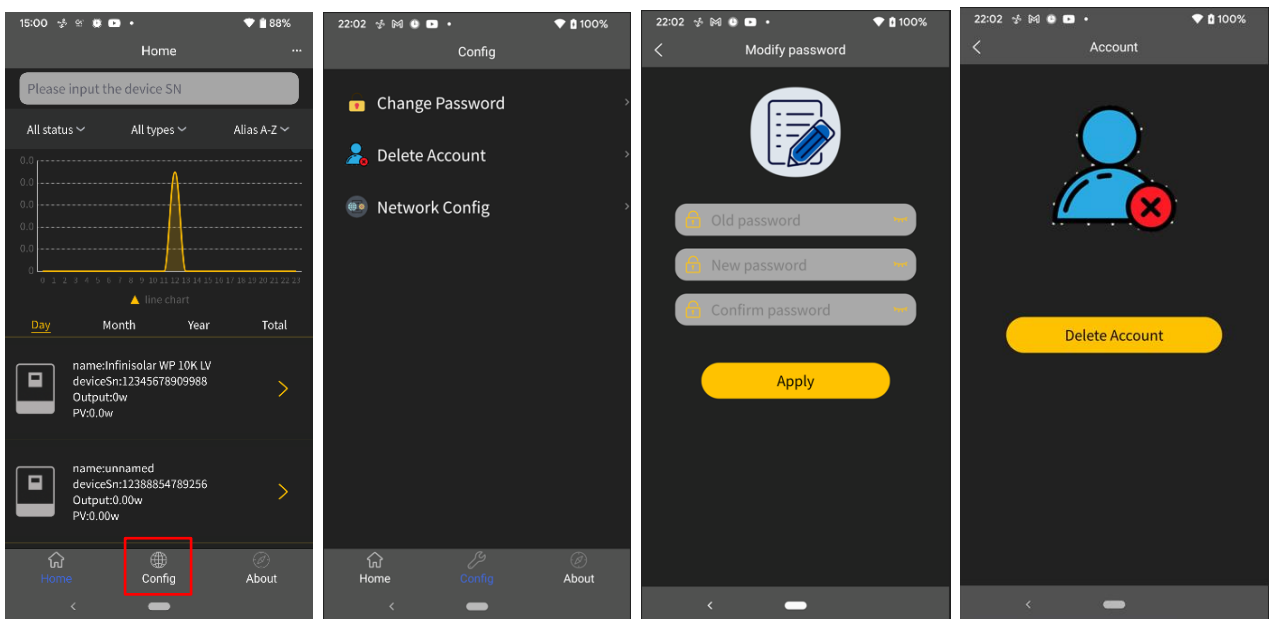 15:00 88%
Home ...
Please input the device SN
All status All types Alias A-Z
0.0
0.0
0.0
0.0
0.0
0
0 1 2 3 4 5 6 7 8 9 10 11 12 13 14 15 16 17 18 19 20 21 22 23
line chart
Day Month Year Total
name:Infinisolar WP 10K LV
deviceSn:12345678909988
Output:0w
PV:0.0w
name:unnamed
deviceSn:12388854789256
Output:0.00w
PV:0.00w
Home Config About
22:02 100%
Config
Change Password
Delete Account
Network Config
Home Config About
22:02 100%
Modify password
Old password
New password
Confirm password
Apply
22:02 100%
Account
Delete Account